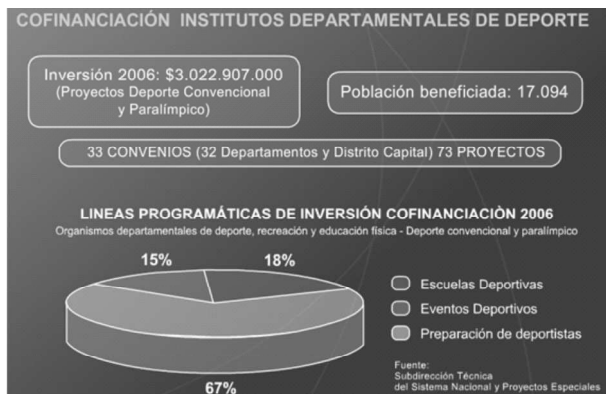 COFINANCIACIÓN INSTITUTOS DEPARTAMENTALES DE DEPORTE
Inversión 2006: $3.022.907.000
(Proyectos Deporte Convencional
y Paralímpico)
Población beneficiada: 17.094
33 CONVENIOS (32 Departamentos y Distrito Capital) 73 PROYECTOS
LINEAS PROGRAMÁTICAS DE INVERSIÓN COFINANCIACIÒN 2006
Organismos departamentales de deporte, recreación y educación física - Deporte convencional y paralímpico
15%
18%
Escuelas Deportivas
Eventos Deportivos
Preparación de deportistas
67%
Fuente:
Subdirección Técnica
del Sistema Nacional y Proyectos Especiales